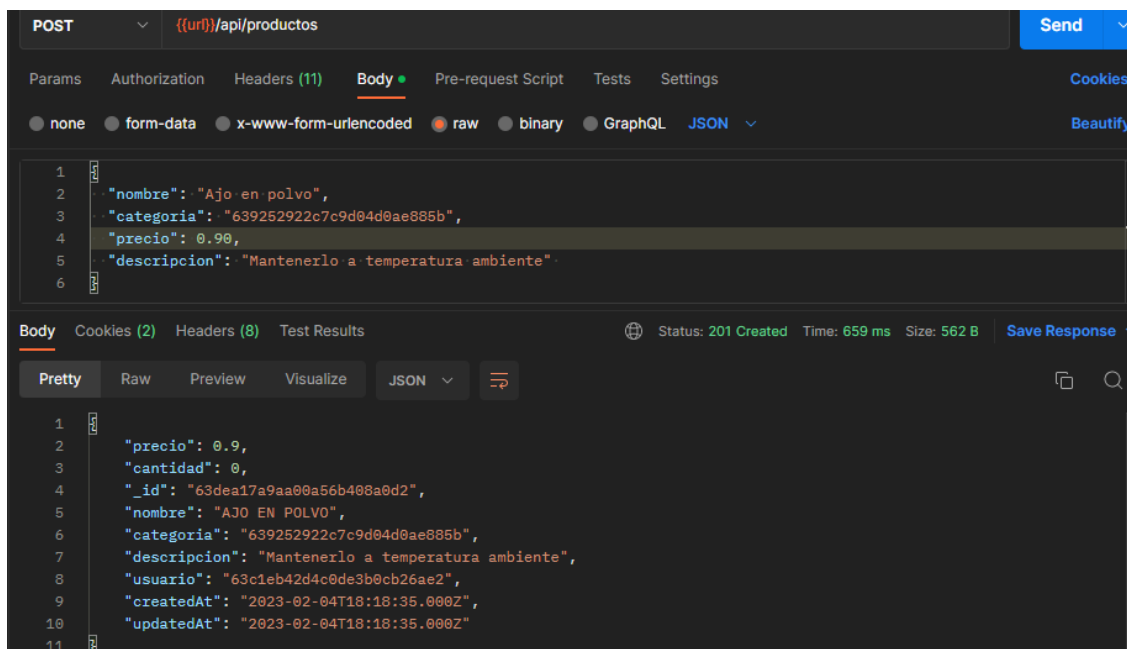 POST {{url}}/api/productos Send
Params Authorization Headers (11) Body Pre-request Script Tests Settings Cookies
none form-data x-www-form-urlencoded raw binary GraphQL JSON Beautify
1 {
2 "nombre": "Ajo en polvo",
3 "categoria": "639252922c7c9d04d0ae885b",
4 "precio": 0.90,
5 "descripcion": "Mantenerlo a temperatura ambiente"
6 }
Body Cookies (2) Headers (8) Test Results Status: 201 Created Time: 659 ms Size: 562 B Save Response
Pretty Raw Preview Visualize JSON
1 {
2 "precio": 0.9,
3 "cantidad": 0,
4 "_id": "63dea17a9aa00a56b408a0d2",
5 "nombre": "AJO EN POLVO",
6 "categoria": "639252922c7c9d04d0ae885b",
7 "descripcion": "Mantenerlo a temperatura ambiente",
8 "usuario": "63c1eb42d4c0de3b0cb26ae2",
9 "createdAt": "2023-02-04T18:18:35.000Z",
10 "updatedAt": "2023-02-04T18:18:35.000Z"
11 }